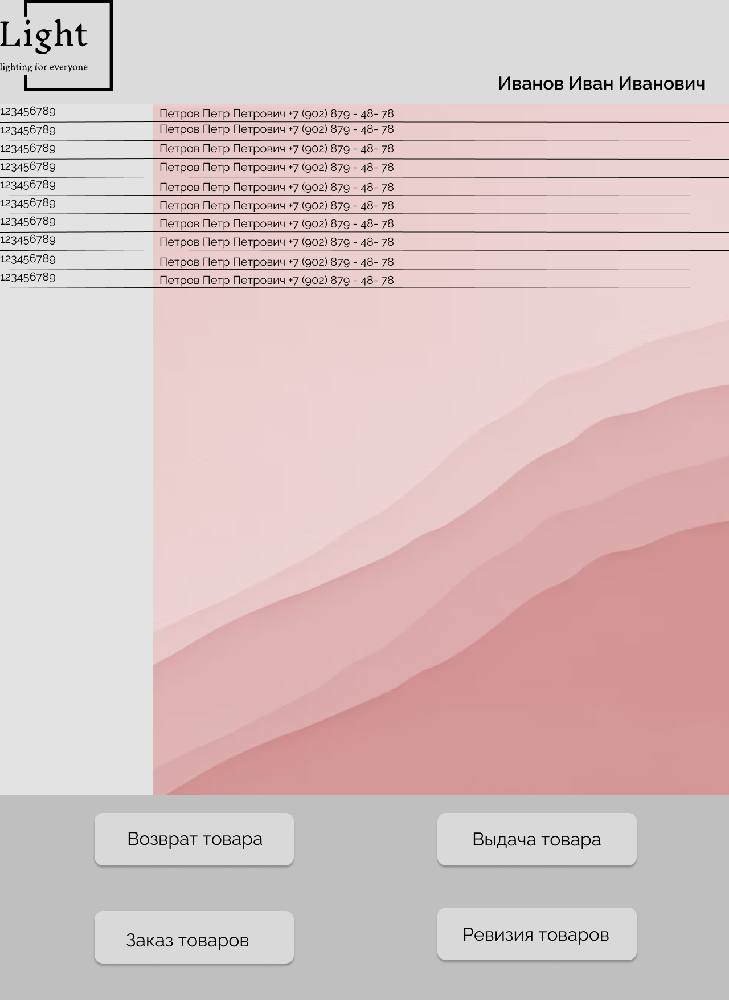 Light
lighting for everyone
Иванов Иван Иванович
123456789 Петров Петр Петрович +7 (902) 879 - 48- 78
123456789 Петров Петр Петрович +7 (902) 879 - 48- 78
123456789 Петров Петр Петрович +7 (902) 879 - 48- 78
123456789 Петров Петр Петрович +7 (902) 879 - 48- 78
123456789 Петров Петр Петрович +7 (902) 879 - 48- 78
123456789 Петров Петр Петрович +7 (902) 879 - 48- 78
123456789 Петров Петр Петрович +7 (902) 879 - 48- 78
123456789 Петров Петр Петрович +7 (902) 879 - 48- 78
123456789 Петров Петр Петрович +7 (902) 879 - 48- 78
123456789 Петров Петр Петрович +7 (902) 879 - 48- 78
Возврат товара
Выдача товара
Заказ товаров
Ревизия товаров